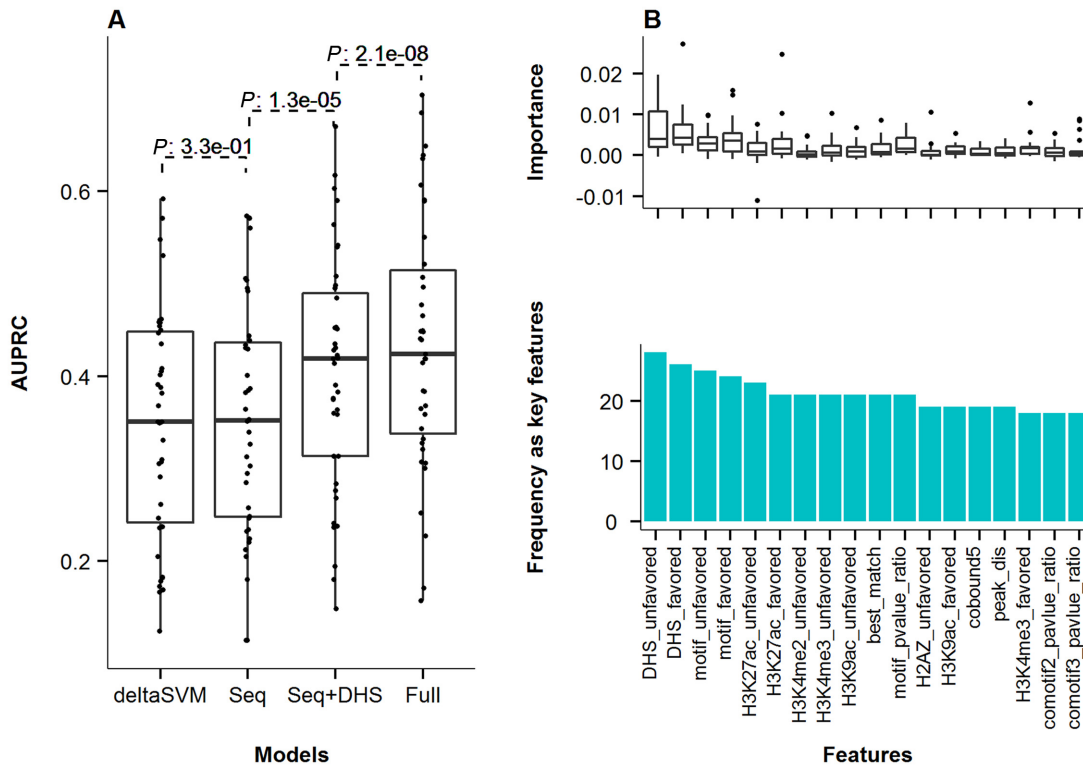 A
P: 2.1e-08
P: 1.3e-05
P: 3.3e-01
0.6
0.4
0.2
AUPRC
deltaSVM Seq Seq+DHS Full
Models
B
0.02
0.01
0.00
-0.01
Importance
20
10
0
Frequency as key features
DHS_unfavored
DHS_favored
motif_unfavored
motif_favored
H3K27ac_unfavored
H3K27ac_favored
H3K4me2_unfavored
H3K4me3_unfavored
H3K9ac_unfavored
best_match
motif_pvalue_ratio
H2AZ_unfavored
H3K9ac_favored
cobound5
peak_dis
H3K4me3_favored
comotif2_pavlue_ratio
comotif3_pavlue_ratio
Features